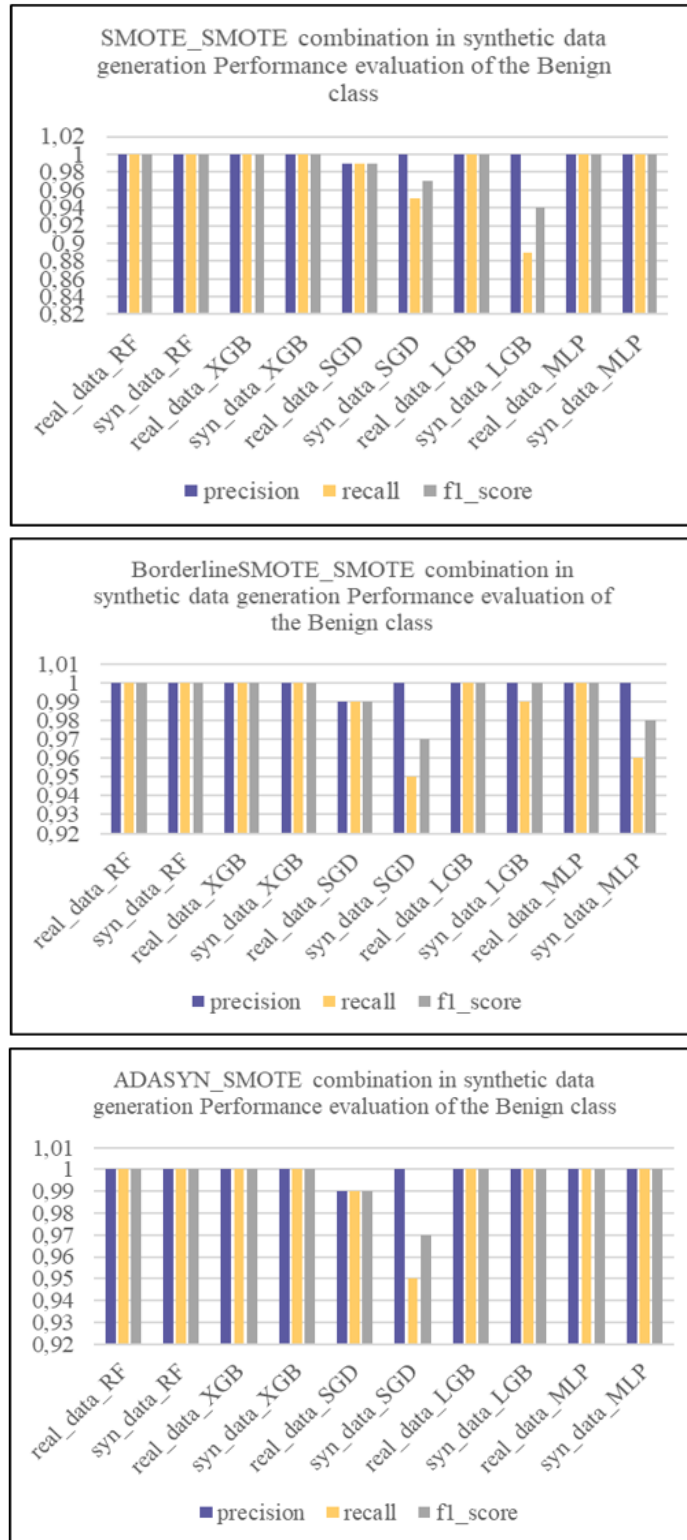 SMOTE_SMOTE combination in synthetic data
generation Performance evaluation of the Benign
class
1,02
1
0,98
0,96
0,94
0,92
0,9
0,88
0,86
0,84
0,82
real_data_RF
syn_data_RF
real_data_XGB
syn_data_XGB
real_data_SGD
syn_data_SGD
real_data_LGB
syn_data_LGB
real_data_MLP
syn_data_MLP
precision recall f1_score
BorderlineSMOTE_SMOTE combination in
synthetic data generation Performance evaluation of
the Benign class
1,01
1
0,99
0,98
0,97
0,96
0,95
0,94
0,93
0,92
real_data_RF
syn_data_RF
real_data_XGB
syn_data_XGB
real_data_SGD
syn_data_SGD
real_data_LGB
syn_data_LGB
real_data_MLP
syn_data_MLP
precision recall f1_score
ADASYN_SMOTE combination in synthetic data
generation Performance evaluation of the Benign class
1,01
1
0,99
0,98
0,97
0,96
0,95
0,94
0,93
0,92
real_data_RF
syn_data_RF
real_data_XGB
syn_data_XGB
real_data_SGD
syn_data_SGD
real_data_LGB
syn_data_LGB
real_data_MLP
syn_data_MLP
precision recall f1_score